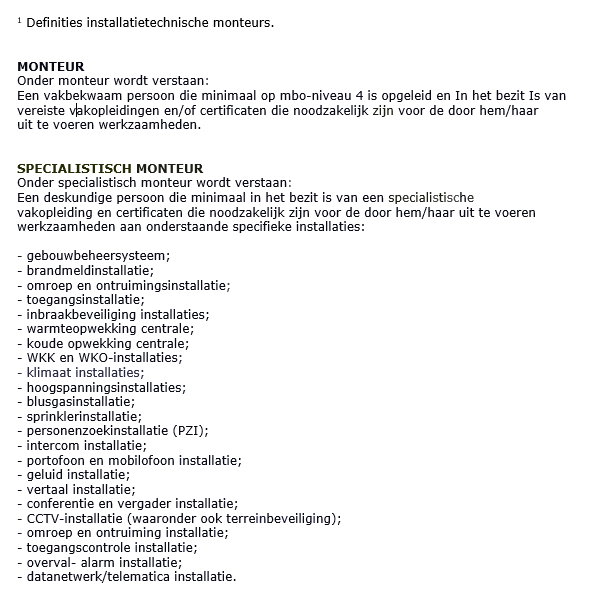 ¹ Definities installatietechnische monteurs.
MONTEUR
Onder monteur wordt verstaan:
Een vakbekwaam persoon die minimaal op mbo-niveau 4 is opgeleid en In het bezit Is van
vereiste vakopleidingen en/of certificaten die noodzakelijk zijn voor de door hem/haar
uit te voeren werkzaamheden.
SPECIALISTISCH MONTEUR
Onder specialistisch monteur wordt verstaan:
Een deskundige persoon die minimaal in het bezit is van een specialistische
vakopleiding en certificaten die noodzakelijk zijn voor de door hem/haar uit te voeren
werkzaamheden aan onderstaande specifieke installaties:
- gebouwbeheersysteem;
- brandmeldinstallatie;
- omroep en ontruimingsinstallatie;
- toegangsinstallatie;
- inbraakbeveiliging installaties;
- warmteopwekking centrale;
- koude opwekking centrale;
- WKK en WKO-installaties;
- klimaat installaties;
- hoogspanningsinstallaties;
- blusgasinstallatie;
- sprinklerinstallatie;
- personenzoekinstallatie (PZI);
- intercom installatie;
- portofoon en mobilofoon installatie;
- geluid installatie;
- vertaal installatie;
- conferentie en vergader installatie;
- CCTV-installatie (waaronder ook terreinbeveiliging);
- omroep en ontruiming installatie;
- toegangscontrole installatie;
- overval- alarm installatie;
- datanetwerk/telematica installatie.